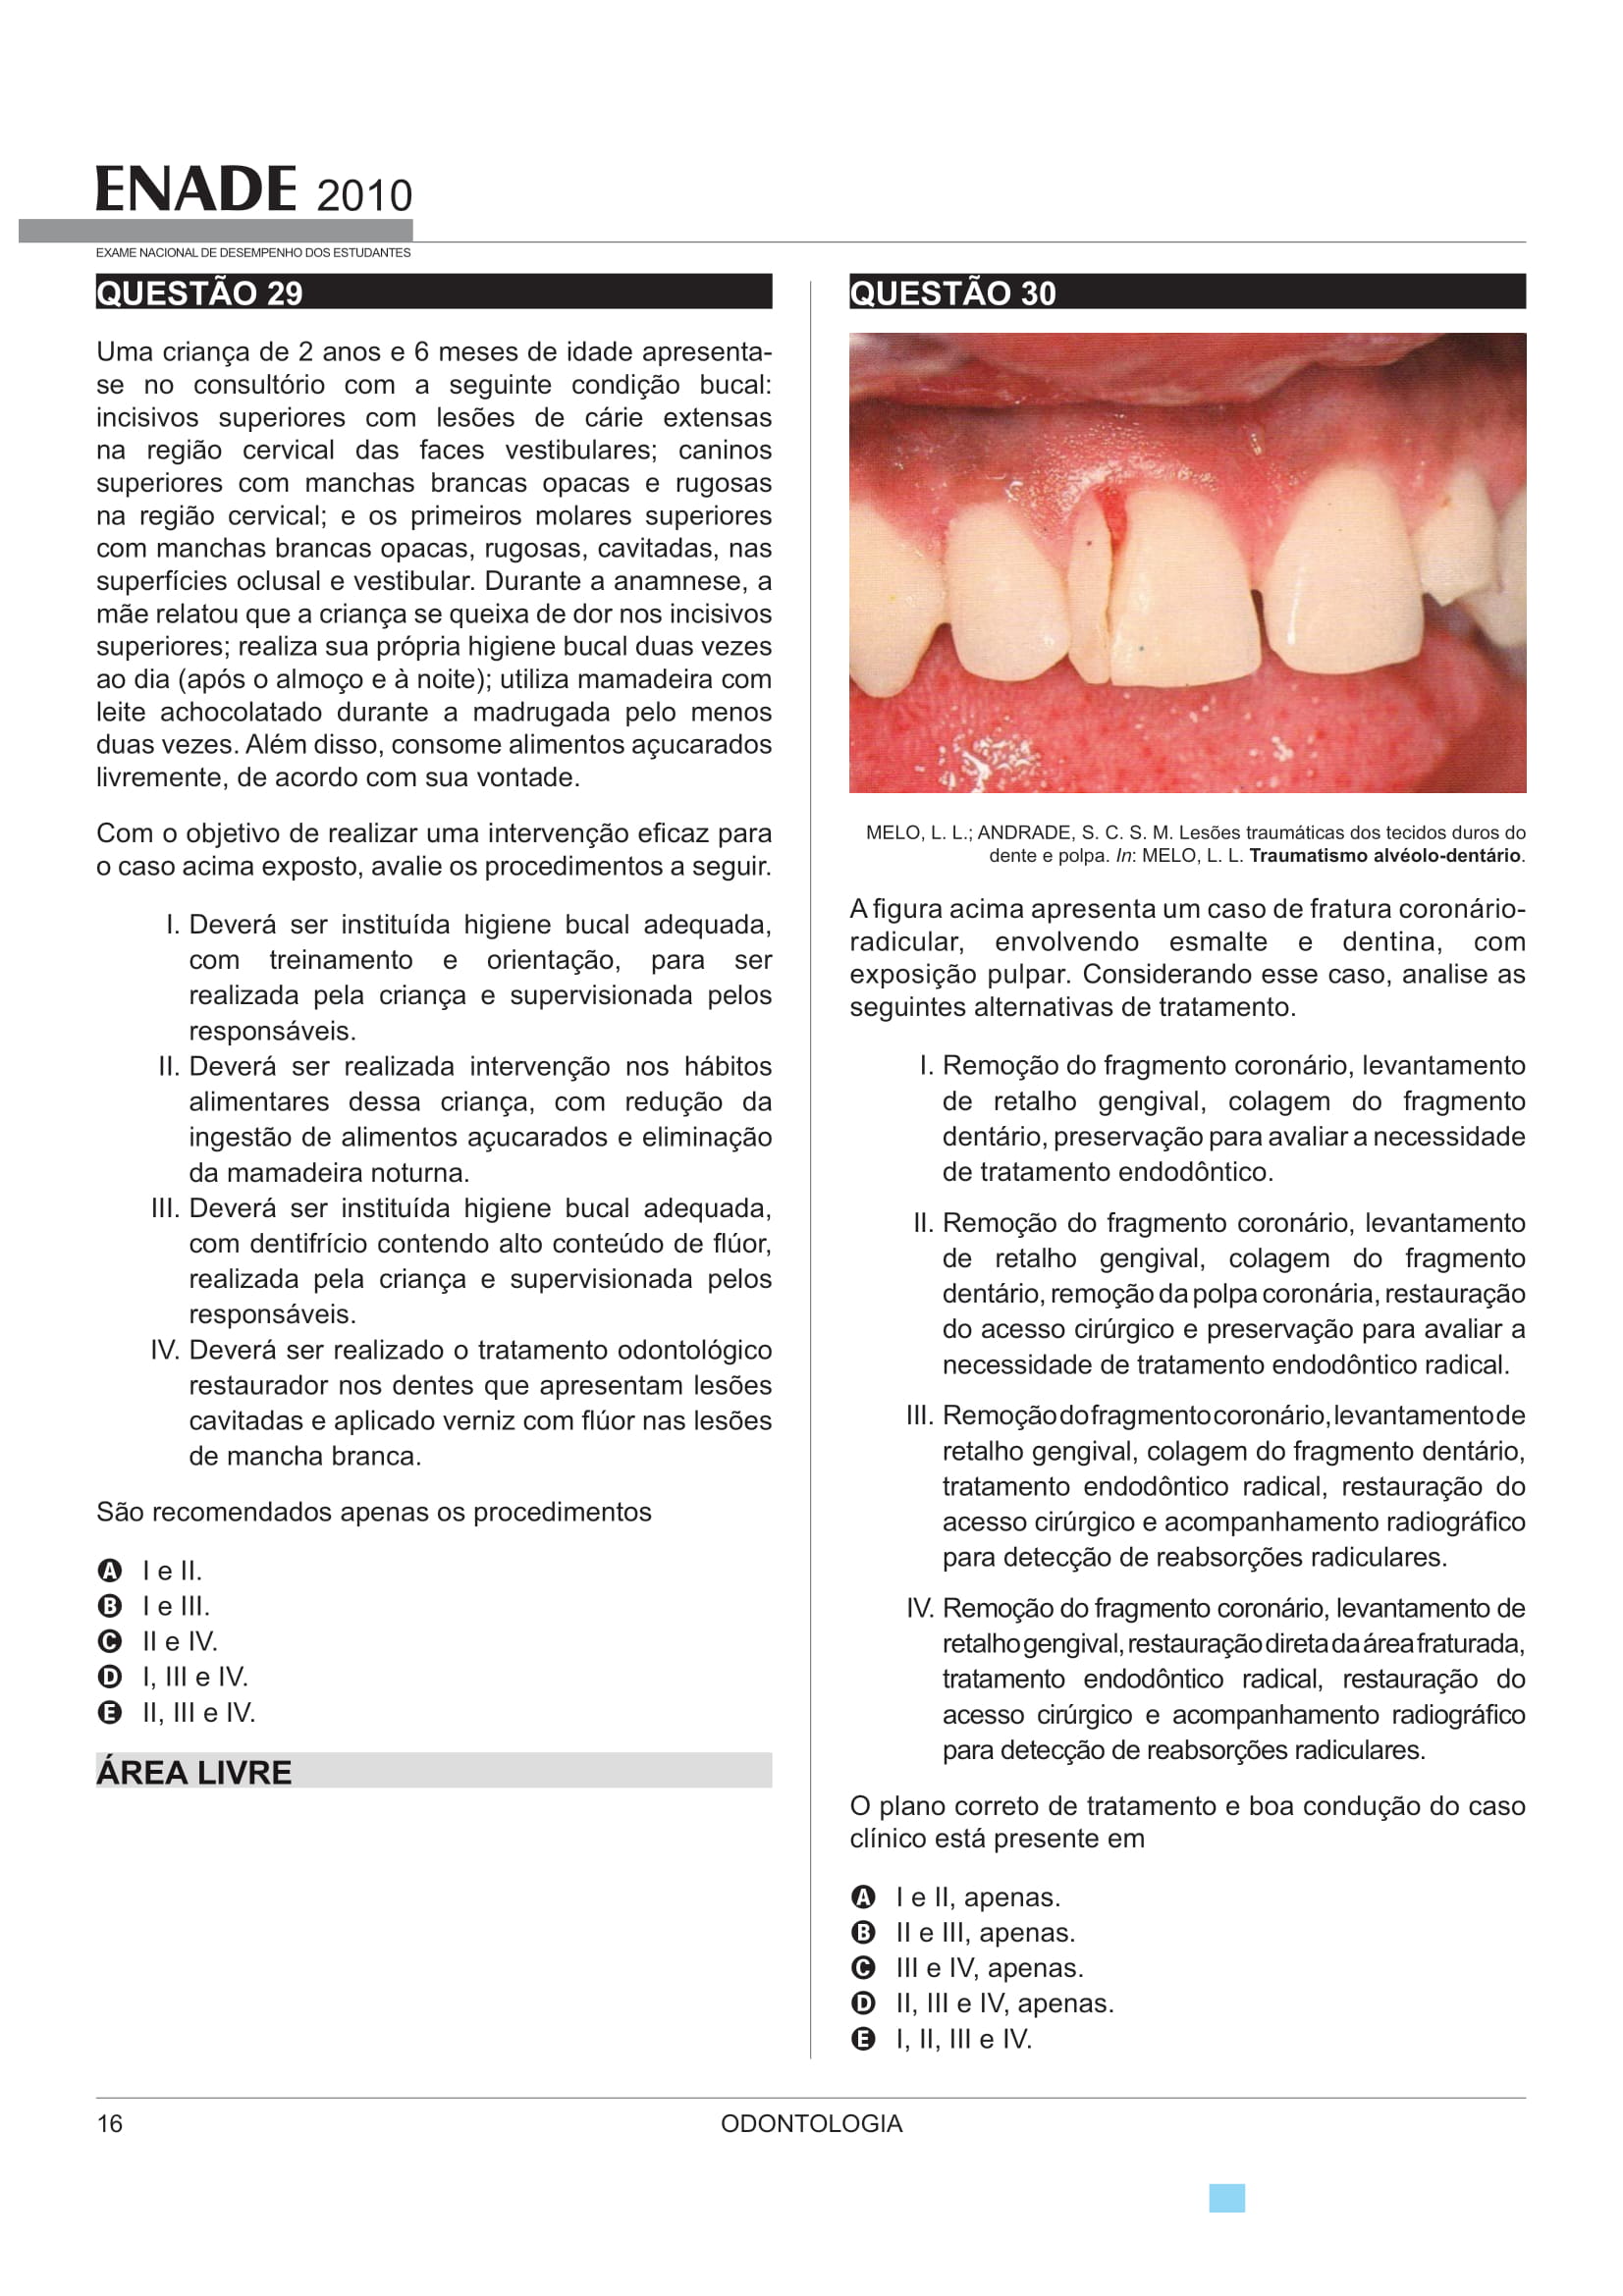 ENADE 2010
EXAME NACIONAL DE DESEMPENHO DOS ESTUDANTES
QUESTÃO 29
Uma criança de 2 anos e 6 meses de idade apresenta-
se no consultório com a seguinte condição bucal:
incisivos superiores com lesões de cárie extensas
na região cervical das faces vestibulares; caninos
superiores com manchas brancas opacas e rugosas
na região cervical; e os primeiros molares superiores
com manchas brancas opacas, rugosas, cavitadas, nas
superfícies oclusal e vestibular. Durante a anamnese, a
mãe relatou que a criança se queixa de dor nos incisivos
superiores; realiza sua própria higiene bucal duas vezes
ao dia (após o almoço e à noite); utiliza mamadeira com
leite achocolatado durante a madrugada pelo menos
duas vezes. Além disso, consome alimentos açucarados
livremente, de acordo com sua vontade.
Com o objetivo de realizar uma intervenção eficaz para
o caso acima exposto, avalie os procedimentos a seguir.
I. Deverá ser instituída higiene bucal adequada,
com treinamento e orientação, para ser
realizada pela criança e supervisionada pelos
responsáveis.
II. Deverá ser realizada intervenção nos hábitos
alimentares dessa criança, com redução da
ingestão de alimentos açucarados e eliminação
da mamadeira noturna.
III. Deverá ser instituída higiene bucal adequada,
com dentifrício contendo alto conteúdo de flúor,
realizada pela criança e supervisionada pelos
responsáveis.
IV. Deverá ser realizado o tratamento odontológico
restaurador nos dentes que apresentam lesões
cavitadas e aplicado verniz com flúor nas lesões
de mancha branca.
São recomendados apenas os procedimentos
A I e II.
B I e III.
C II e IV.
D I, III e IV.
E II, III e IV.
ÁREA LIVRE
QUESTÃO 30
MELO, L. L.; ANDRADE, S. C. S. M. Lesões traumáticas dos tecidos duros do
dente e polpa. In: MELO, L. L. Traumatismo alvéolo-dentário.
A figura acima apresenta um caso de fratura coronário-
radicular, envolvendo esmalte e dentina, com
exposição pulpar. Considerando esse caso, analise as
seguintes alternativas de tratamento.
I. Remoção do fragmento coronário, levantamento
de retalho gengival, colagem do fragmento
dentário, preservação para avaliar a necessidade
de tratamento endodôntico.
II. Remoção do fragmento coronário, levantamento
de retalho gengival, colagem do fragmento
dentário, remoção da polpa coronária, restauração
do acesso cirúrgico e preservação para avaliar a
necessidade de tratamento endodôntico radical.
III. Remoção do fragmento coronário, levantamento de
retalho gengival, colagem do fragmento dentário,
tratamento endodôntico radical, restauração do
acesso cirúrgico e acompanhamento radiográfico
para detecção de reabsorções radiculares.
IV. Remoção do fragmento coronário, levantamento de
retalho gengival, restauração direta da área fraturada,
tratamento endodôntico radical, restauração do
acesso cirúrgico e acompanhamento radiográfico
para detecção de reabsorções radiculares.
O plano correto de tratamento e boa condução do caso
clínico está presente em
A I e II, apenas.
B II e III, apenas.
C III e IV, apenas.
D II, III e IV, apenas.
E I, II, III e IV.
16
ODONTOLOGIA